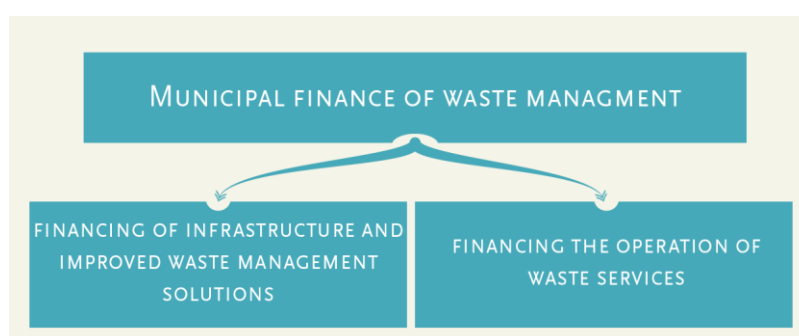 MUNICIPAL FINANCE OF WASTE MANAGMENT
FINANCING OF INFRASTRUCTURE AND
IMPROVED WASTE MANAGEMENT
SOLUTIONS
FINANCING THE OPERATION OF
WASTE SERVICES